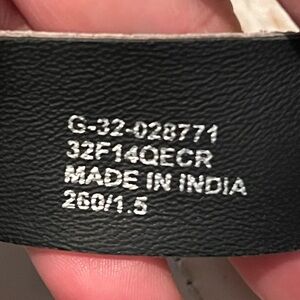 G-32-028771
32F14QECR
MADE IN INDIA
260/1.5